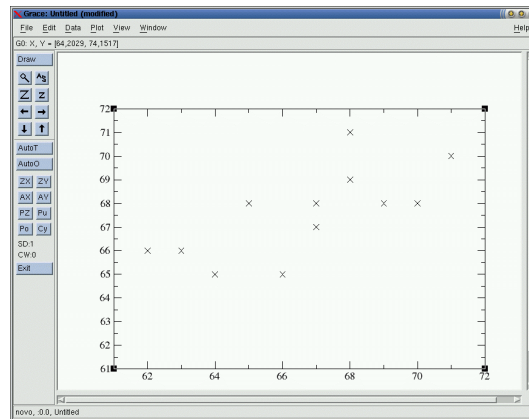 Grace: Untitled (modified)
File Edit Data Plot View Window Help
G0: X, Y = [64,2029, 74,1517]
Draw
AS
Z z
AutoT
AutoO
ZX ZY
AX AY
PZ Pu
Po Cy
SD:1
CW:0
Exit
72
71
70
69
68
67
66
65
64
63
62
61
62 64 66 68 70 72
novo, :0.0, Untitled